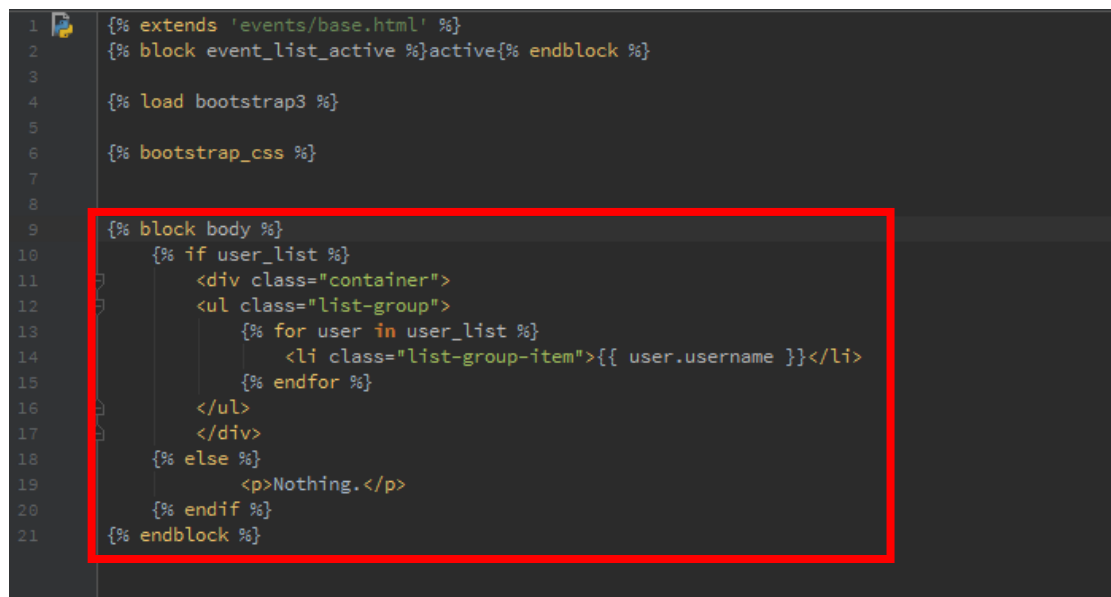 1 {% extends 'events/base.html' %}
2 {% block event_list_active %}active{% endblock %}
3
4 {% load bootstrap3 %}
5
6 {% bootstrap_css %}
7
8
9 {% block body %}
10 {% if user_list %}
11 <div class="container">
12 <ul class="list-group">
13 {% for user in user_list %}
14 <li class="list-group-item">{{ user.username }}</li>
15 {% endfor %}
16 </ul>
17 </div>
18 {% else %}
19 <p>Nothing.</p>
20 {% endif %}
21 {% endblock %}